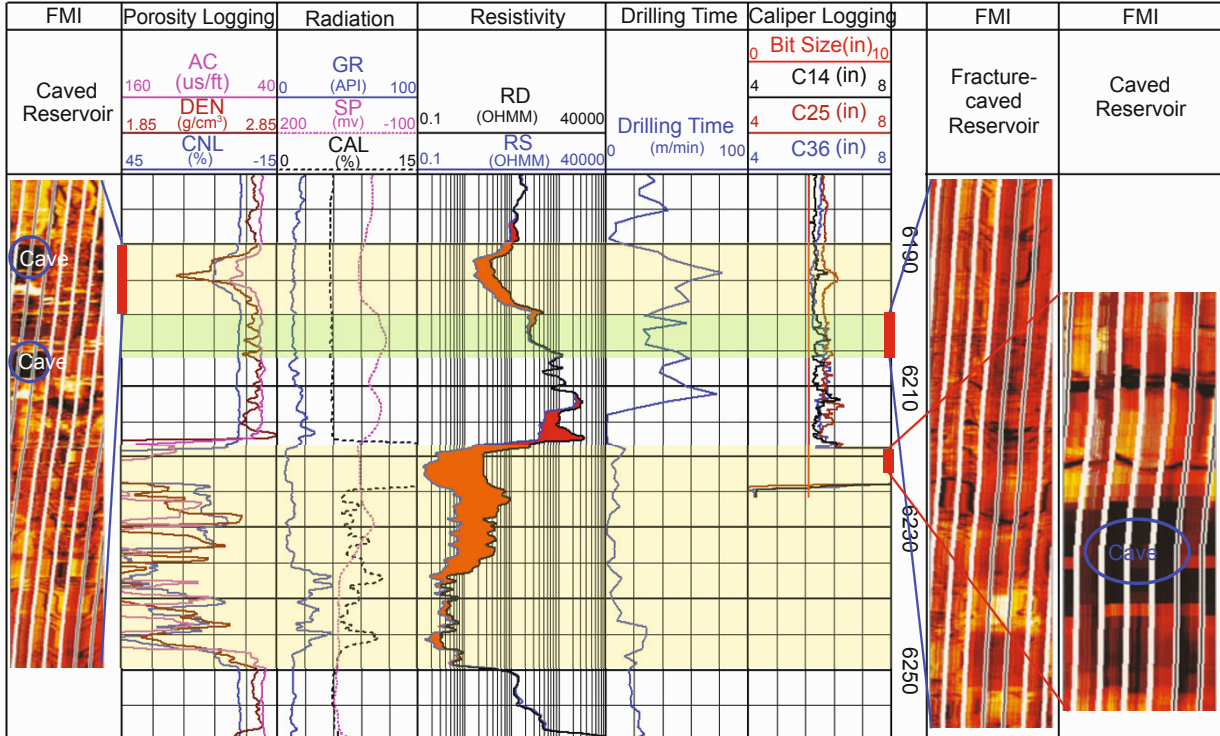 FMI
Porosity Logging
Radiation
Resistivity
Drilling Time
Caliper Logging
FMI
FMI
Caved
Reservoir
AC
(us/ft)
160
40
DEN
(g/cm³)
1.85
2.85
CNL
(%)
45
-15
GR
(API)
0
100
SP
(mv)
200
-100
CAL
(%)
0
15
RD
(OHMM)
0.1
40000
RS
(OHMM)
0.1
40000
Drilling Time
(m/min)
0
100
Bit Size(in)
0
10
C14 (in)
4
8
C25 (in)
4
8
C36 (in)
4
8
Fracture-
caved
Reservoir
Caved
Reservoir
Cave
Cave
6190
6210
6230
6250
Cave